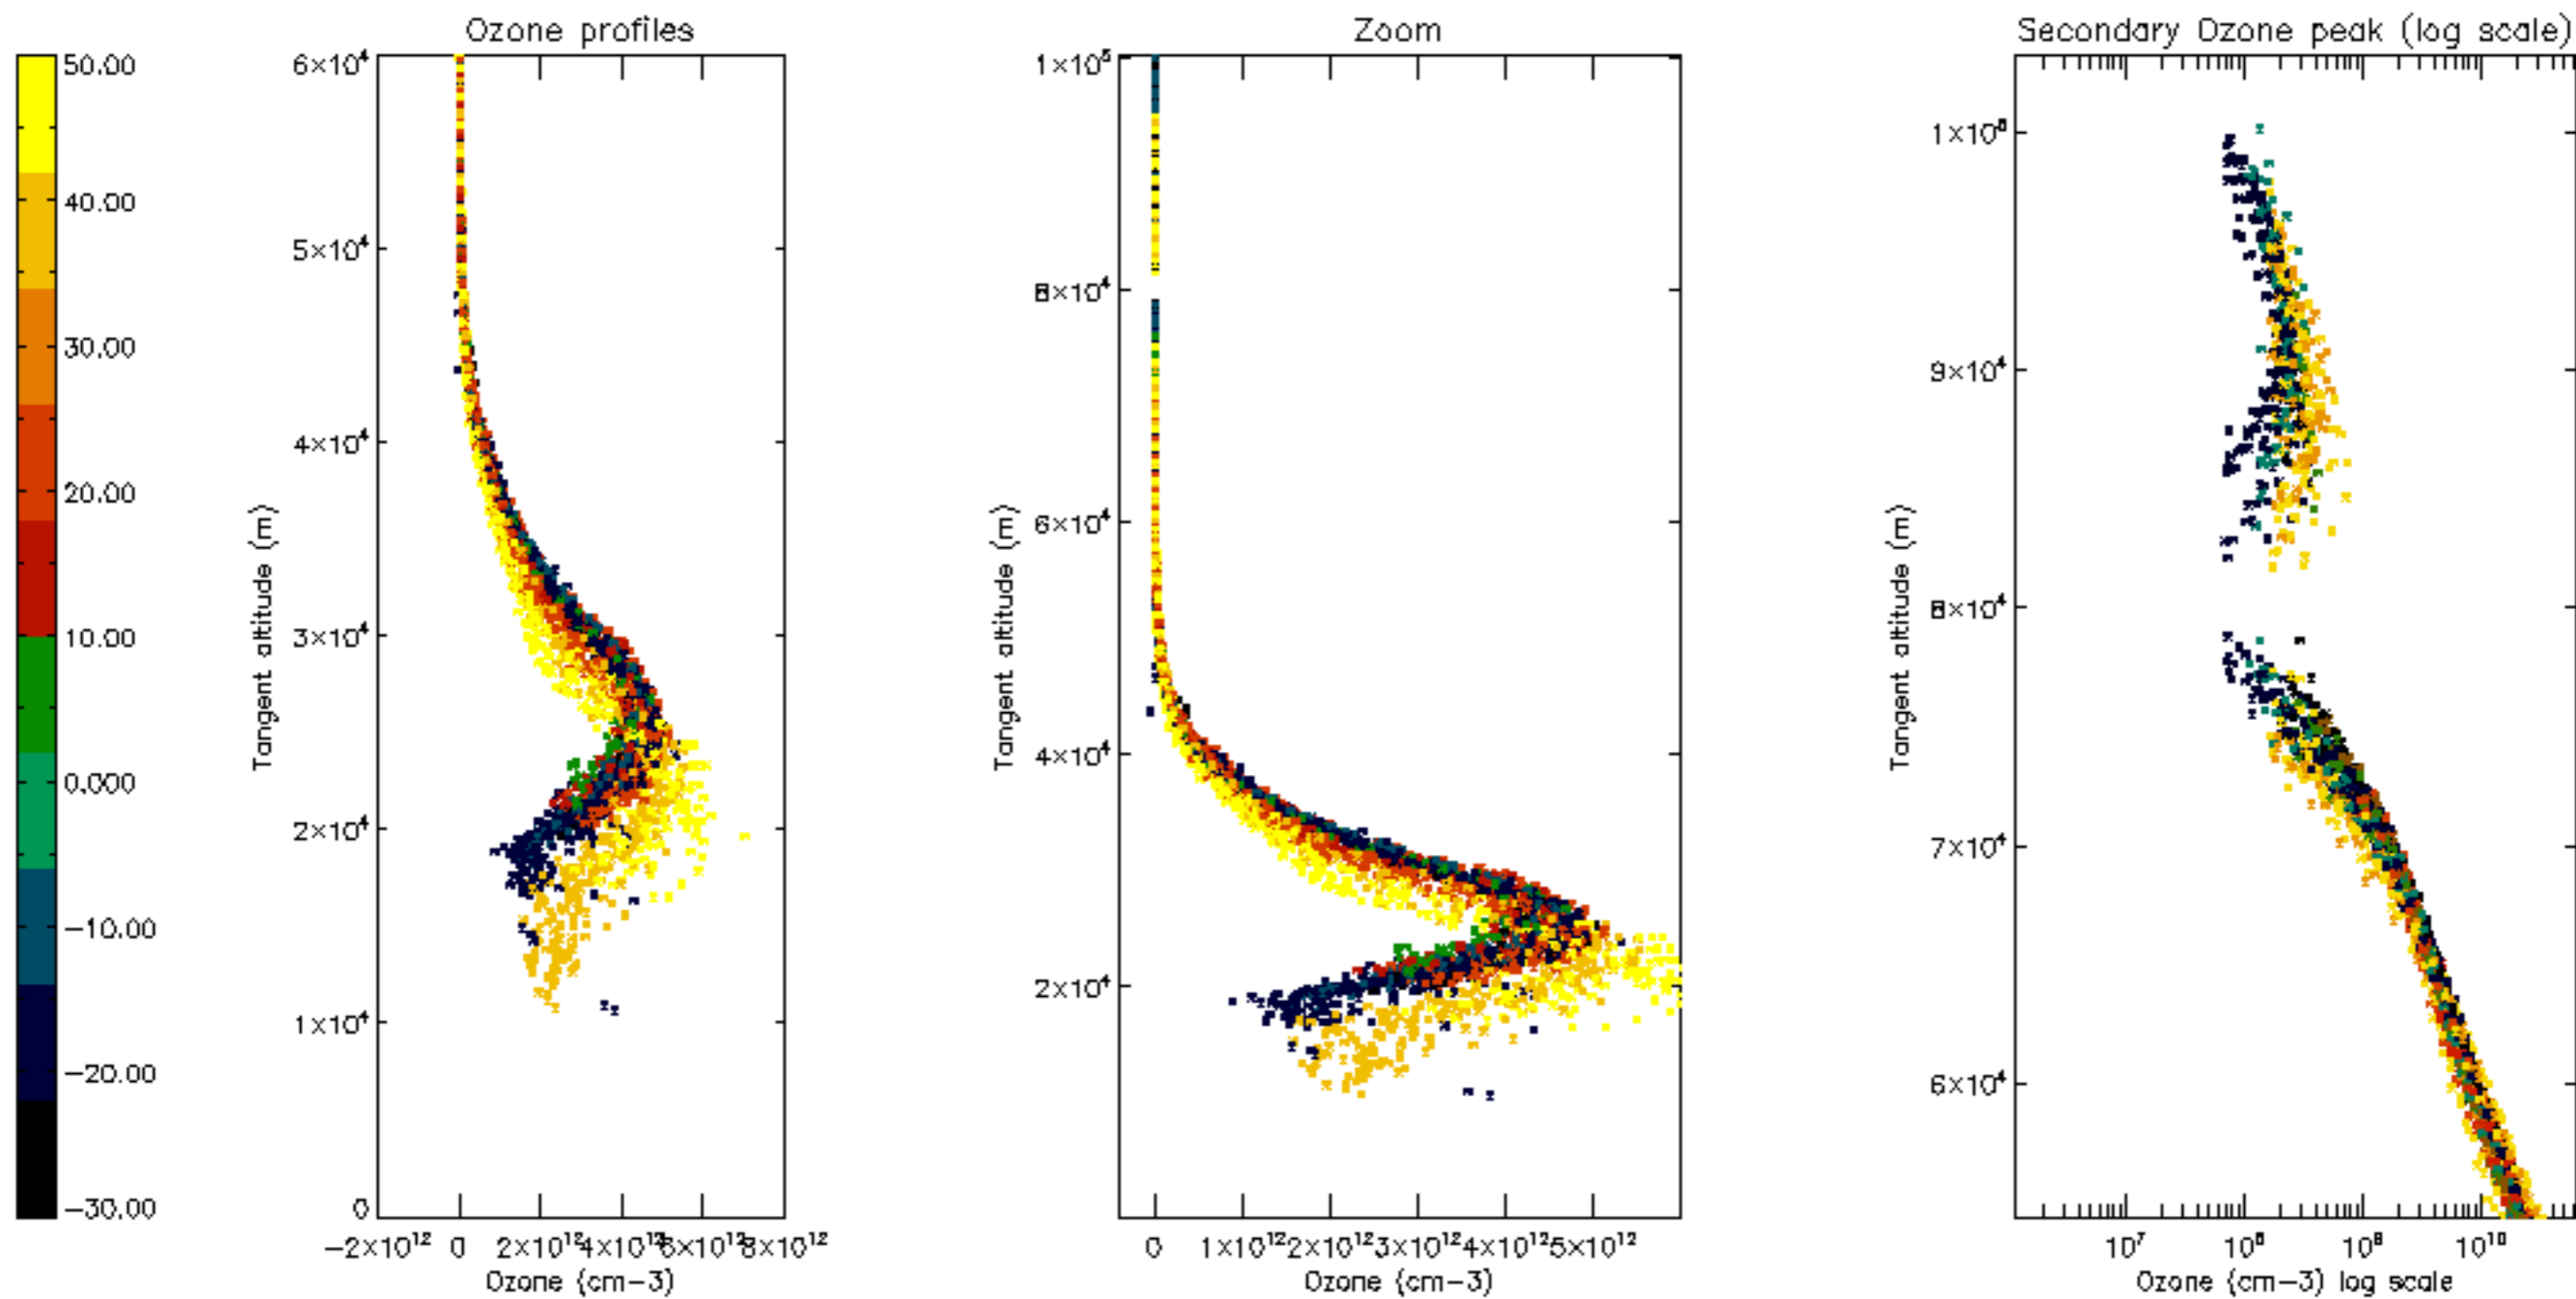 Ozone profiles
Zoom
Secondary Ozone peak (log scale)
50.00
40.00
30.00
20.00
10.00
0.000
−10.00
−20.00
−30.00
6×10⁴
5×10⁴
4×10⁴
3×10⁴
2×10⁴
1×10⁴
0
Tangent altitude (m)
−2×10¹² 0 2×10¹² 4×10¹² 6×10¹² 8×10¹²
Ozone (cm−3)
1×10⁵
8×10⁴
6×10⁴
4×10⁴
2×10⁴
Tangent altitude (m)
0 1×10¹² 2×10¹² 3×10¹² 4×10¹² 5×10¹²
Ozone (cm−3)
1×10⁵
9×10⁴
8×10⁴
7×10⁴
6×10⁴
Tangent altitude (m)
10⁷ 10⁸ 10⁹ 10¹⁰
Ozone (cm−3) log scale